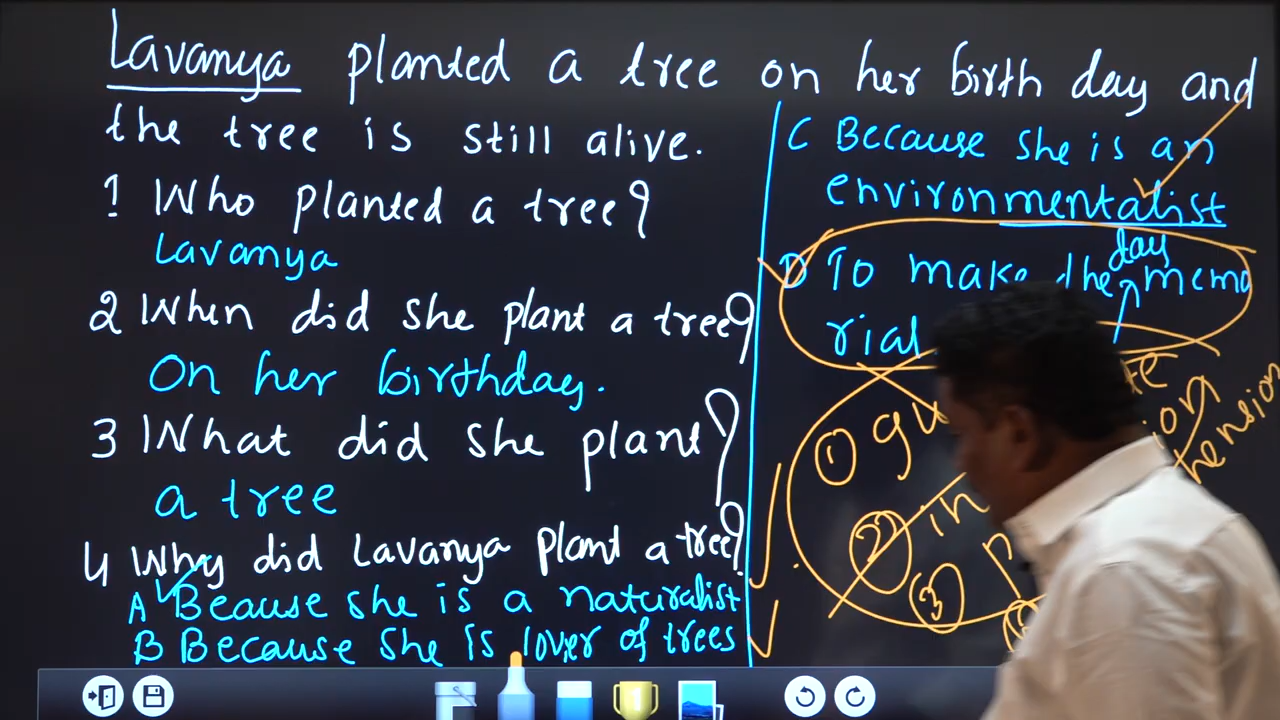 Lavanya planted a tree on her birth day and
the tree is still alive.
1 Who planted a tree?
Lavanya
2 When did she plant a tree?
On her birthday.
3 What did she plant?
a tree
4 Why did Lavanya plant a tree?
A Beause she is a naturalist
B Because she is lover of trees
C Because she is an
environmentalist
day
D To make the memo
rial
1
2 in
3 P